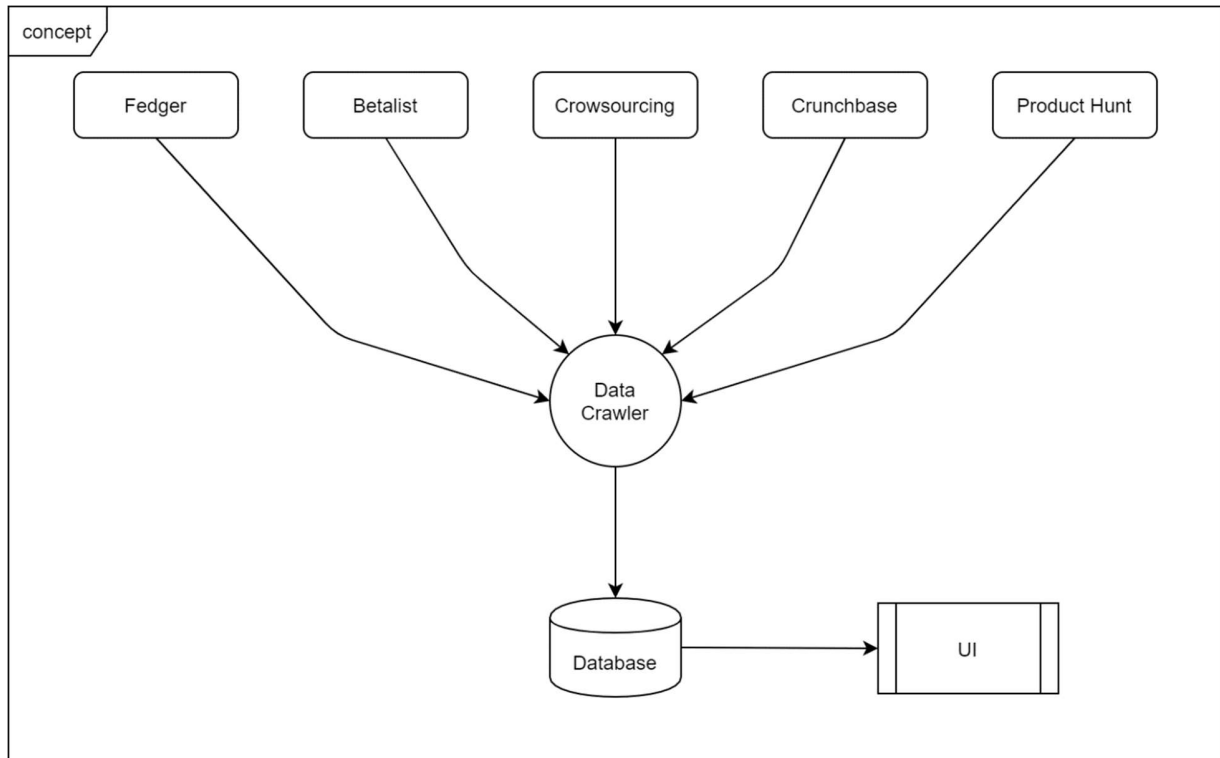 concept
Fedger
Betalist
Crowsourcing
Crunchbase
Product Hunt
Data
Crawler
Database
UI